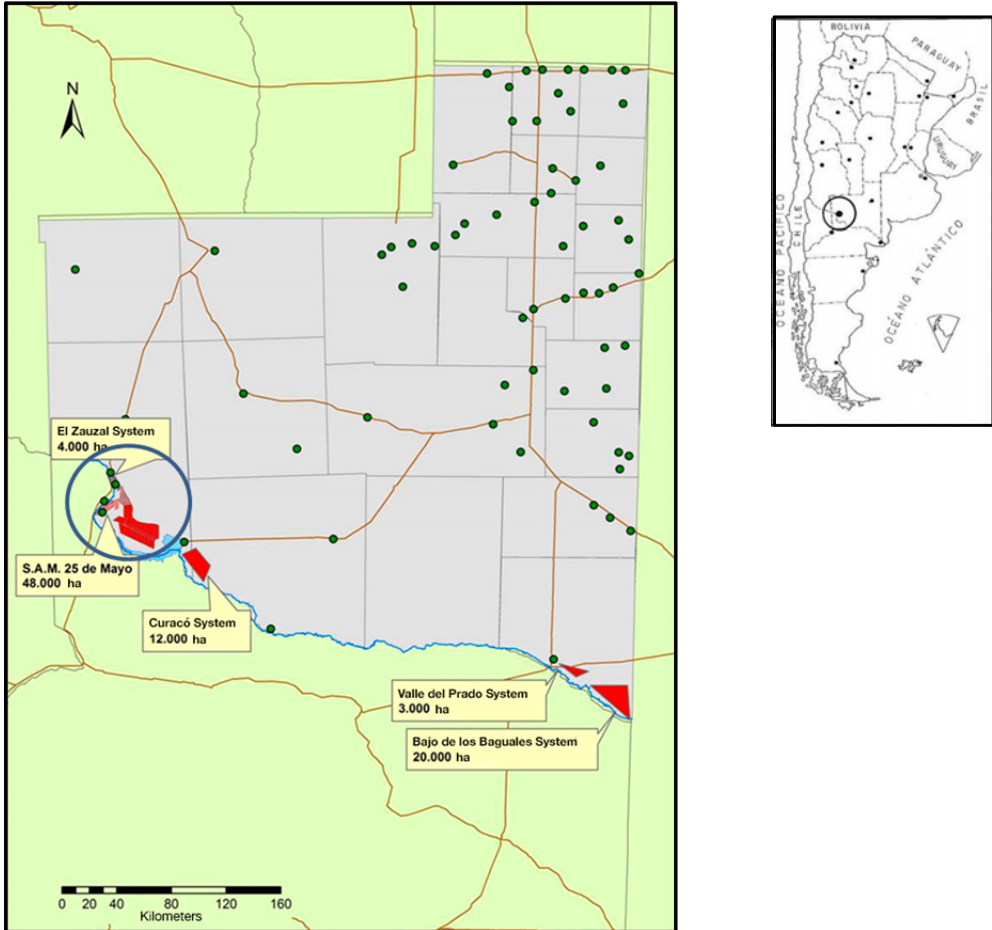 N
El Zauzal System
4.000 ha
S.A.M. 25 de Mayo
48.000 ha
Curacó System
12.000 ha
Valle del Prado System
3.000 ha
Bajo de los Baguales System
20.000 ha
0 20 40 80 120 160
Kilometers
BOLIVIA
PARAGUAY
BRASIL
URUGUAY
OCÉANO PACÍFICO
CHILE
OCÉANO ATLÁNTICO